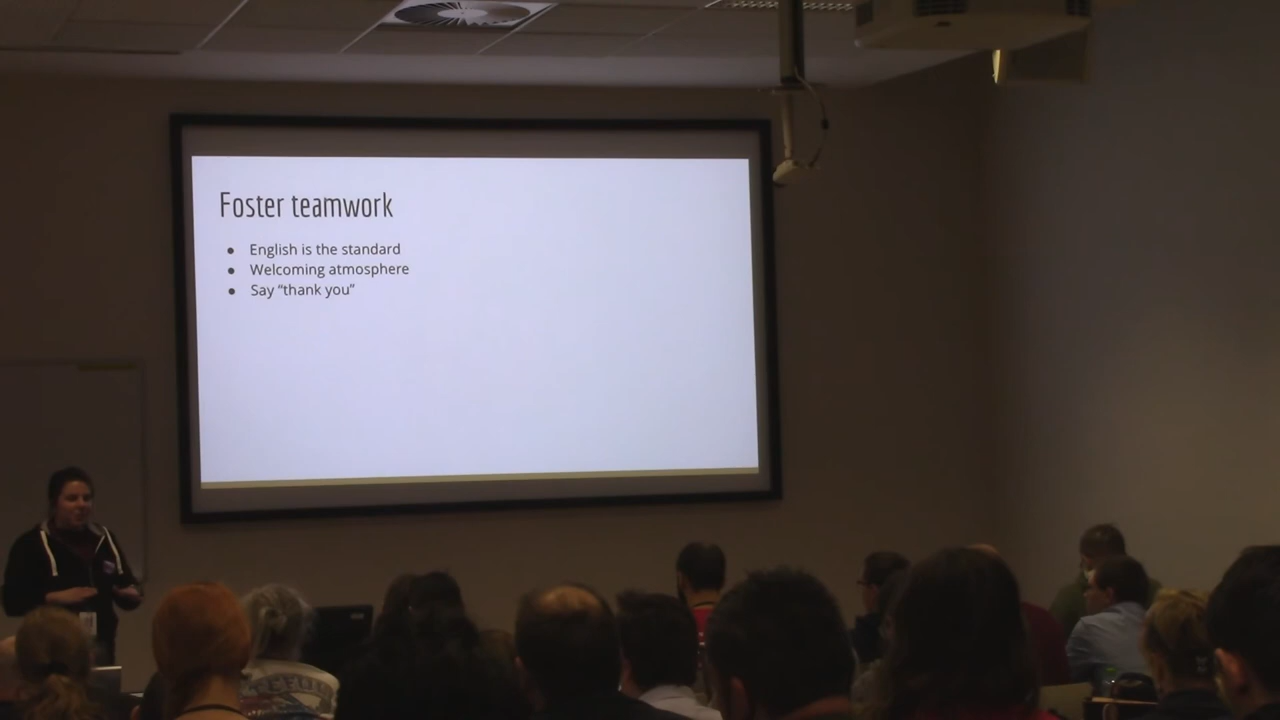 Foster teamwork
● English is the standard
● Welcoming atmosphere
● Say “thank you”